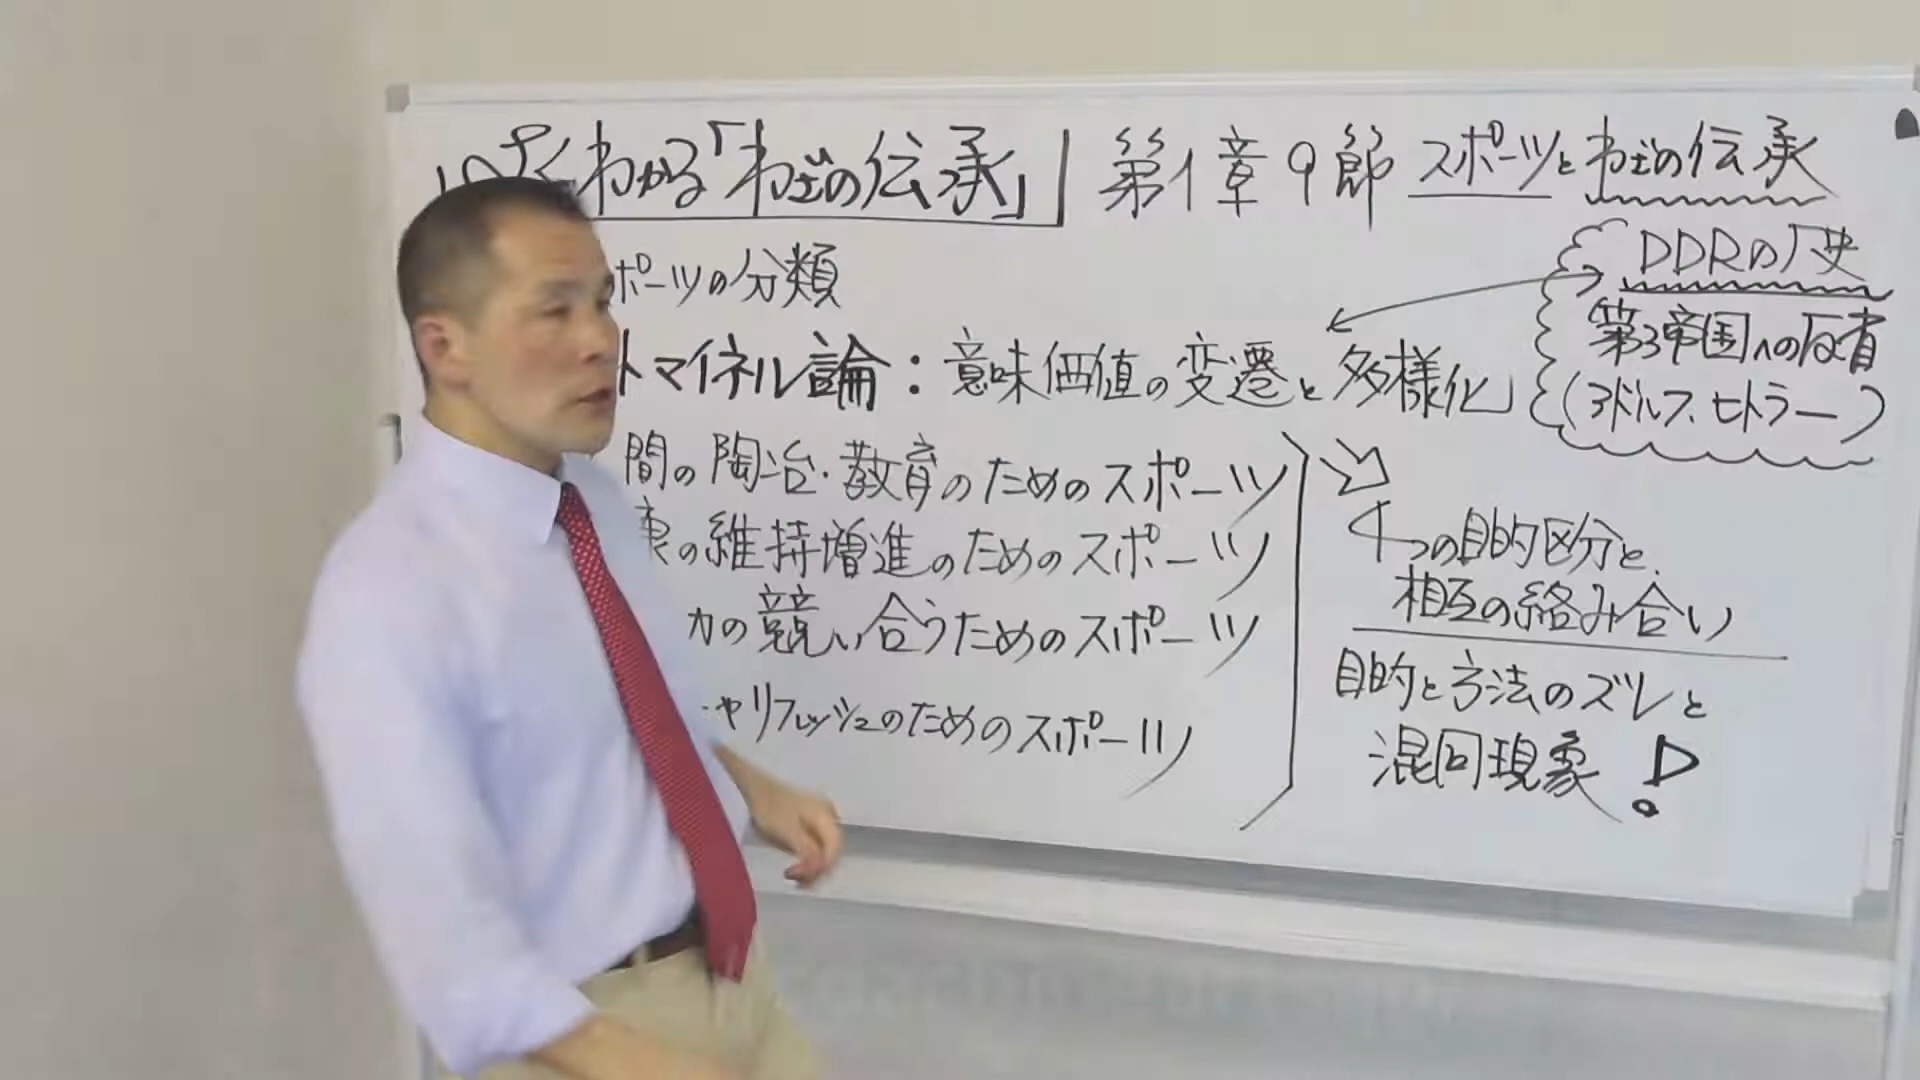 よくわかる「わざの伝承」 第1章9節 スポーツとわざの伝承
ポーツの分類
トマイネル論：意味価値の変遷と多様化
DDRの歴史
第3帝国への反省
(アドルフ.ヒトラー)
間の陶冶・教育のためのスポーツ
の維持増進のためのスポーツ
力の競い合うためのスポーツ
やリフレッシュのためのスポーツ
4つの目的区分と、
相互の絡み合い
目的と方法のズレと
混同現象!